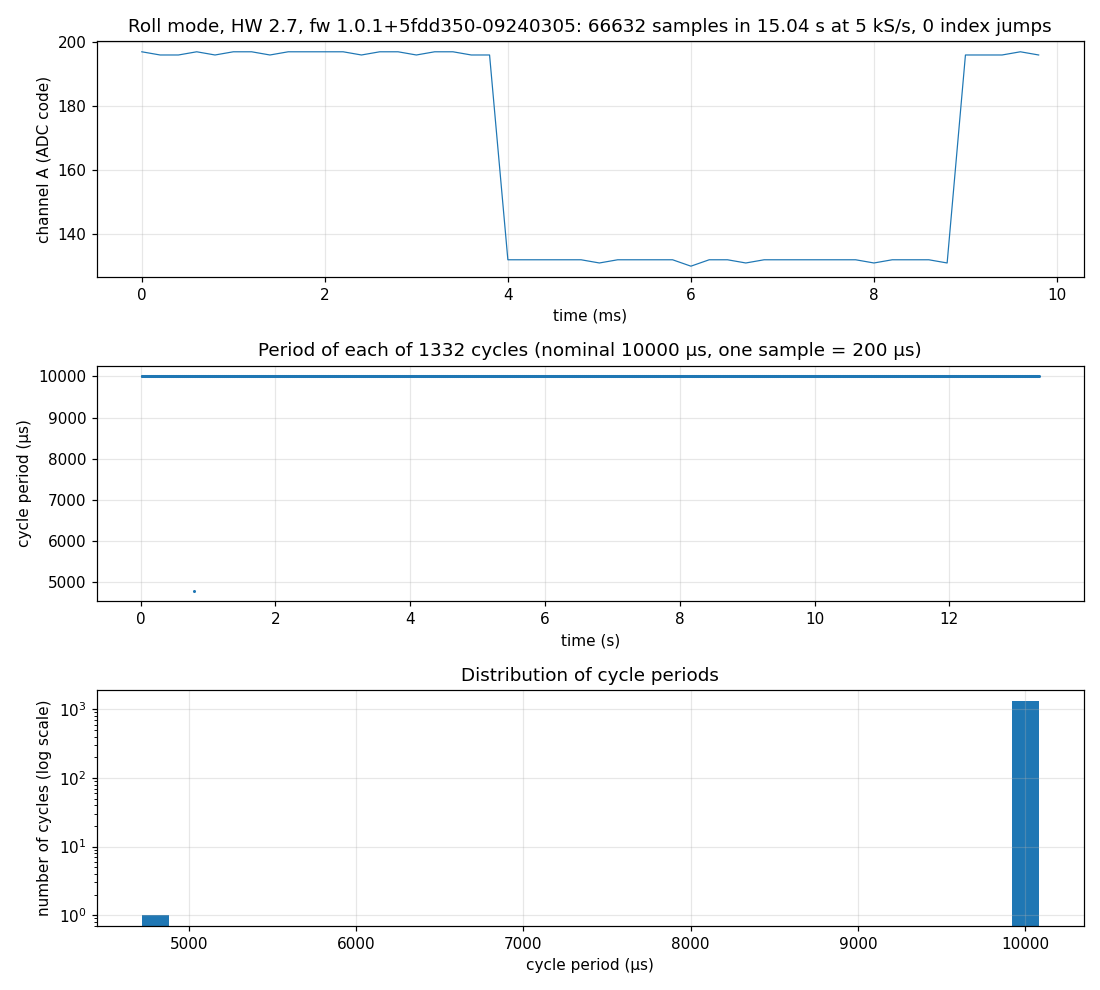 Roll mode, HW 2.7, fw 1.0.1+5fdd350-09240305: 66632 samples in 15.04 s at 5 kS/s, 0 index jumps
200
180
160
140
channel A (ADC code)
0 2 4 6 8 10
time (ms)
Period of each of 1332 cycles (nominal 10000 µs, one sample = 200 µs)
10000
9000
8000
7000
6000
5000
cycle period (µs)
0 2 4 6 8 10 12
time (s)
Distribution of cycle periods
10³
10²
10¹
10⁰
number of cycles (log scale)
5000 6000 7000 8000 9000 10000
cycle period (µs)